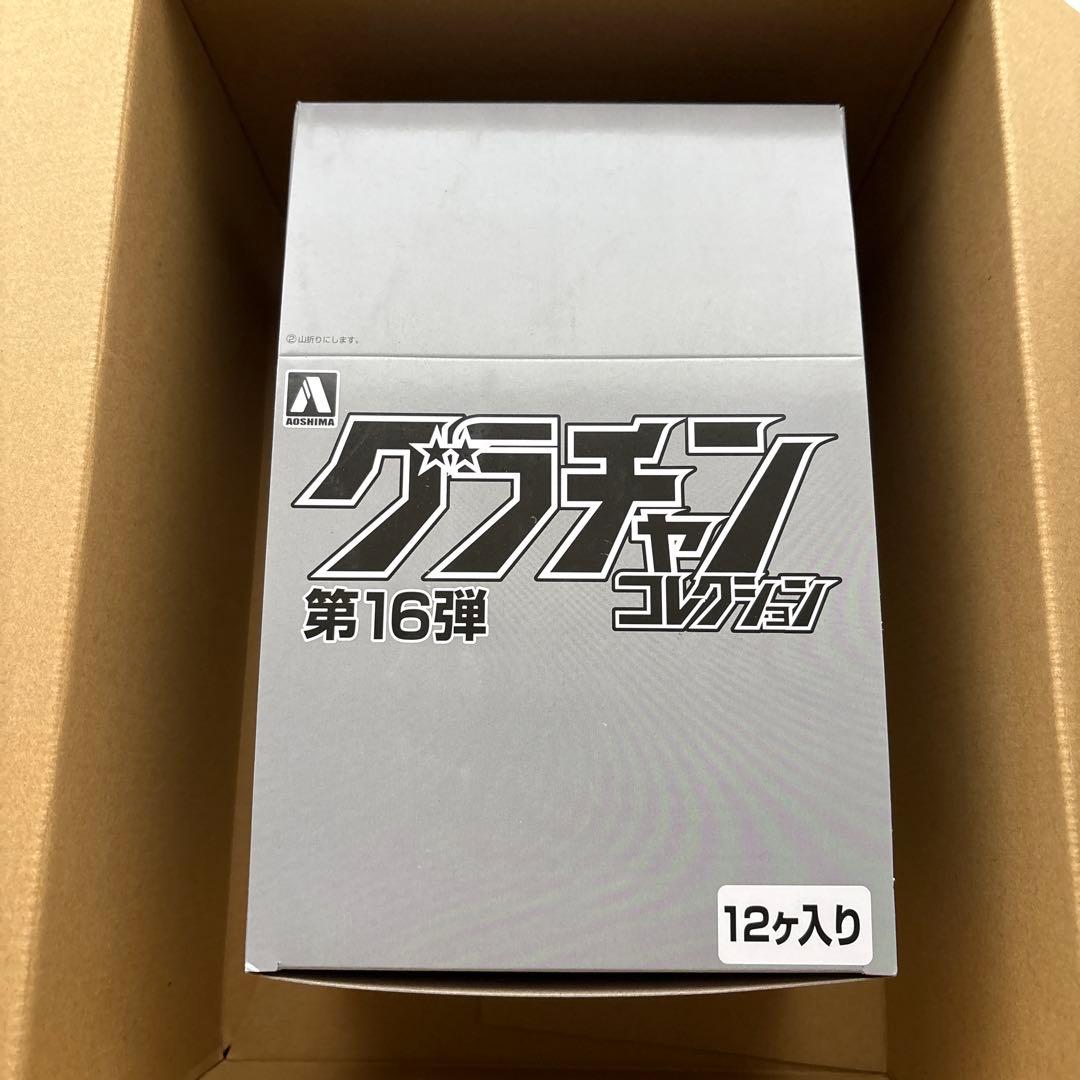 ②山折りにします。
AOSHIMA
グラチャン
コレクション
第16弾
12ヶ入り